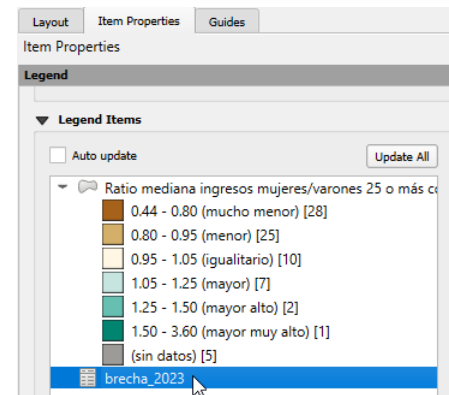 Layout
Item Properties
Guides
Item Properties
Legend
Legend Items
Auto update
Update All
Ratio mediana ingresos mujeres/varones 25 o más
0.44 - 0.80 (mucho menor) [28]
0.80 - 0.95 (menor) [25]
0.95 - 1.05 (igualitario) [10]
1.05 - 1.25 (mayor) [7]
1.25 - 1.50 (mayor alto) [2]
1.50 - 3.60 (mayor muy alto) [1]
(sin datos) [5]
brecha_2023